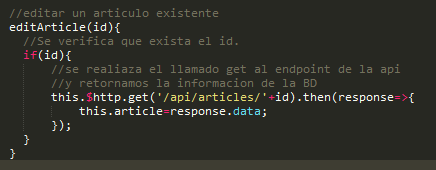 //editar un articulo existente
editArticle(id){
//Se verifica que exista el id.
if(id){
//se realiaza el llamado get al endpoint de la api
//y retornamos la informacion de la BD
this.$http.get('/api/articles/'+id).then(response=>{
this.article=response.data;
});
}
}